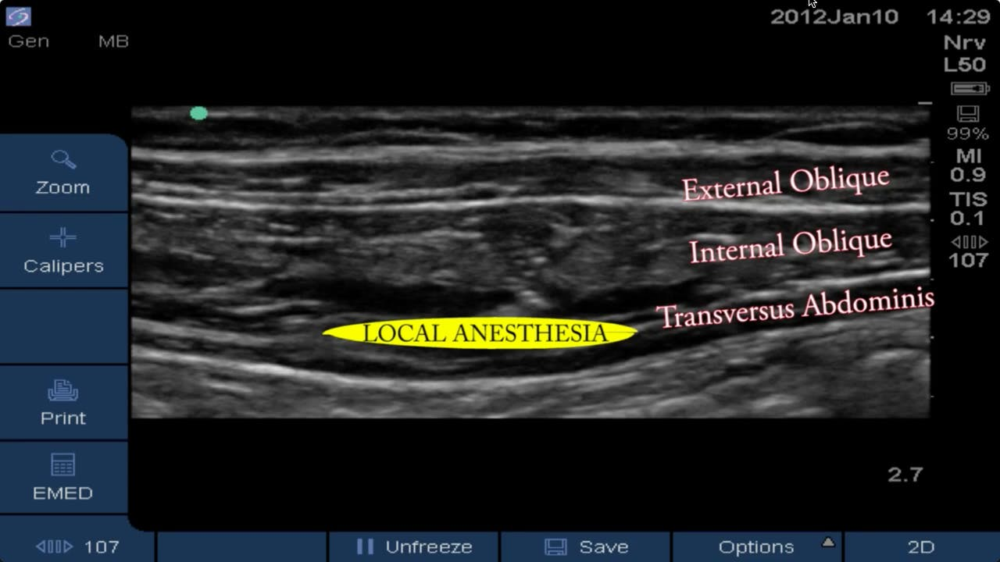 2012Jan10 14:29
Gen MB
Nrv
L50
99%
MI
0.9
TIS
0.1
107
Zoom
Calipers
Print
EMED
External Oblique
Internal Oblique
Transversus Abdominis
LOCAL ANESTHESIA
2.7
107 Unfreeze Save Options 2D